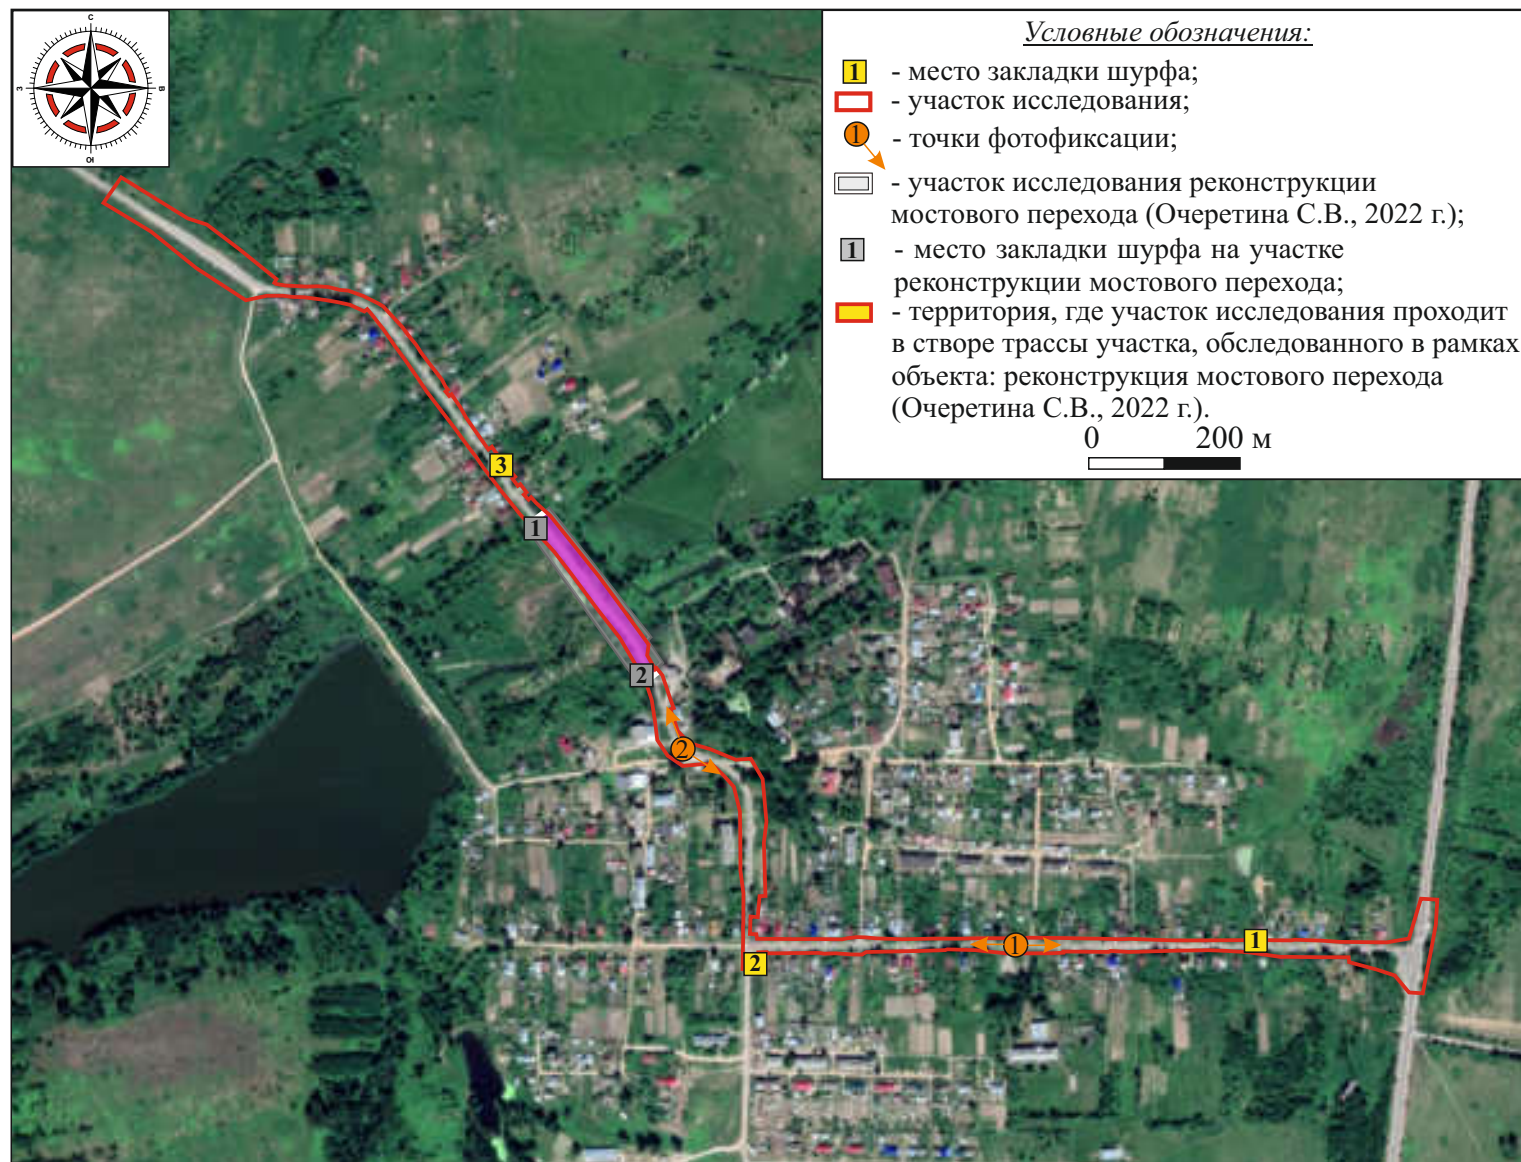 С
З
В
Ю
Условные обозначения:
1 - место закладки шурфа;
- участок исследования;
1 - точки фотофиксации;
- участок исследования реконструкции
мостового перехода (Очеретина С.В., 2022 г.);
1 - место закладки шурфа на участке
реконструкции мостового перехода;
- территория, где участок исследования проходит
в створе трассы участка, обследованного в рамках
объекта: реконструкция мостового перехода
(Очеретина С.В., 2022 г.).
0 200 м
3
1
2
2
1
1
2